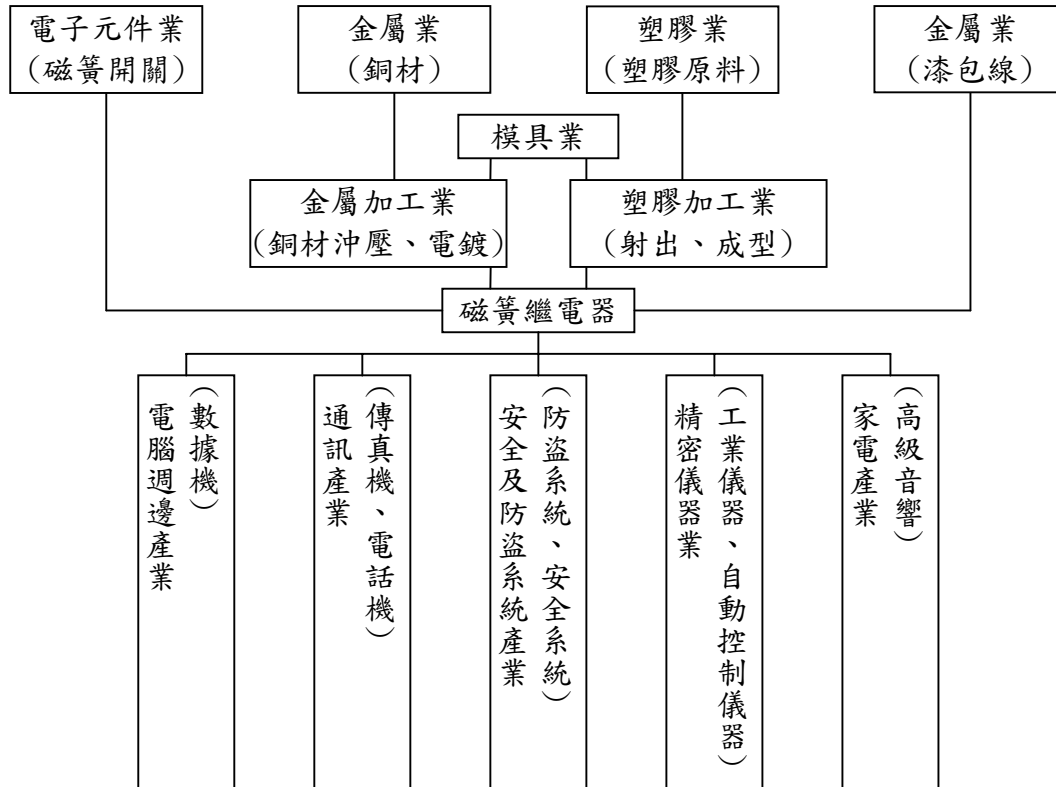 電子元件業
(磁簧開關)
金屬業
(銅材)
塑膠業
(塑膠原料)
金屬業
(漆包線)
模具業
金屬加工業
(銅材沖壓、電鍍)
塑膠加工業
(射出、成型)
磁簧繼電器
電腦週邊產業
(數據機)
通訊產業
(傳真機、電話機)
安全及防盜系統產業
(防盜系統、安全系統)
精密儀器業
(工業儀器、自動控制儀器)
家電產業
(高級音響)